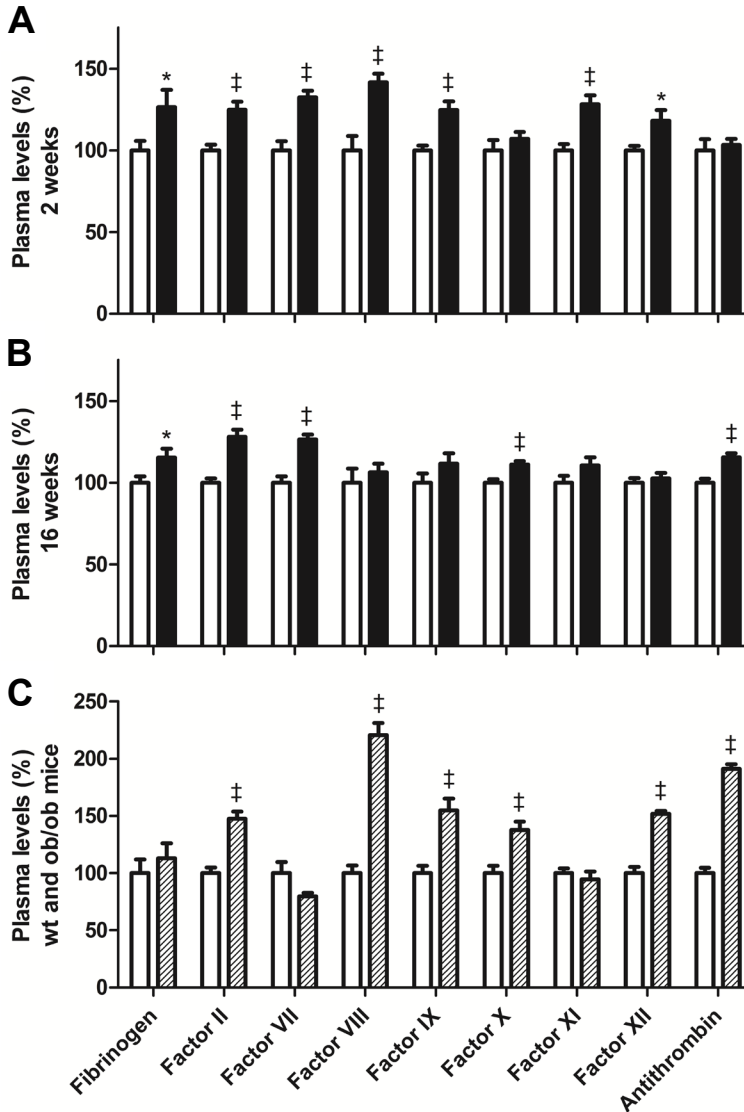 A
Plasma levels (%)
2 weeks
150
100
50
0
*
‡
‡
‡
‡
‡
*
B
Plasma levels (%)
16 weeks
150
100
50
0
*
‡
‡
‡
‡
C
Plasma levels (%)
wt and ob/ob mice
250
200
150
100
50
0
‡
‡
‡
‡
‡
‡
Fibrinogen
Factor II
Factor VII
Factor VIII
Factor IX
Factor X
Factor XI
Factor XII
Antithrombin